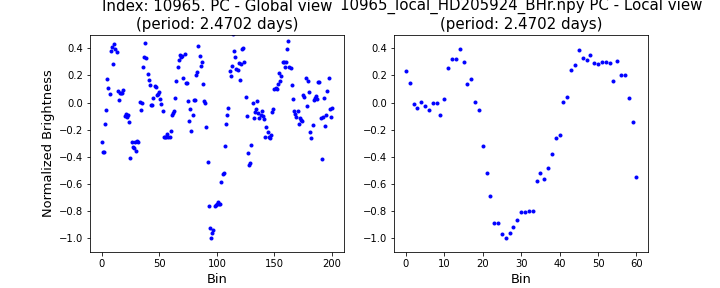 Index: 10965. PC - Global view
(period: 2.4702 days)
10965_local_HD205924_BHr.npy PC - Local view
(period: 2.4702 days)
Normalized Brightness
0.4
0.2
0.0
−0.2
−0.4
−0.6
−0.8
−1.0
0 50 100 150 200
Bin
0.4
0.2
0.0
−0.2
−0.4
−0.6
−0.8
−1.0
0 10 20 30 40 50 60
Bin